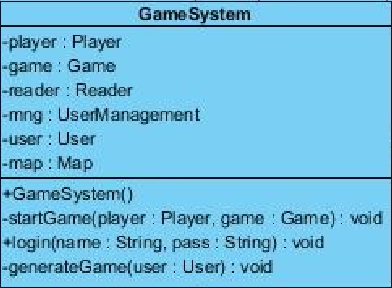 GameSystem
-player : Player
-game : Game
-reader : Reader
-mng : UserManagement
-user : User
-map : Map
+GameSystem()
-startGame(player : Player, game : Game) : void
+login(name : String, pass : String) : void
-generateGame(user : User) : void